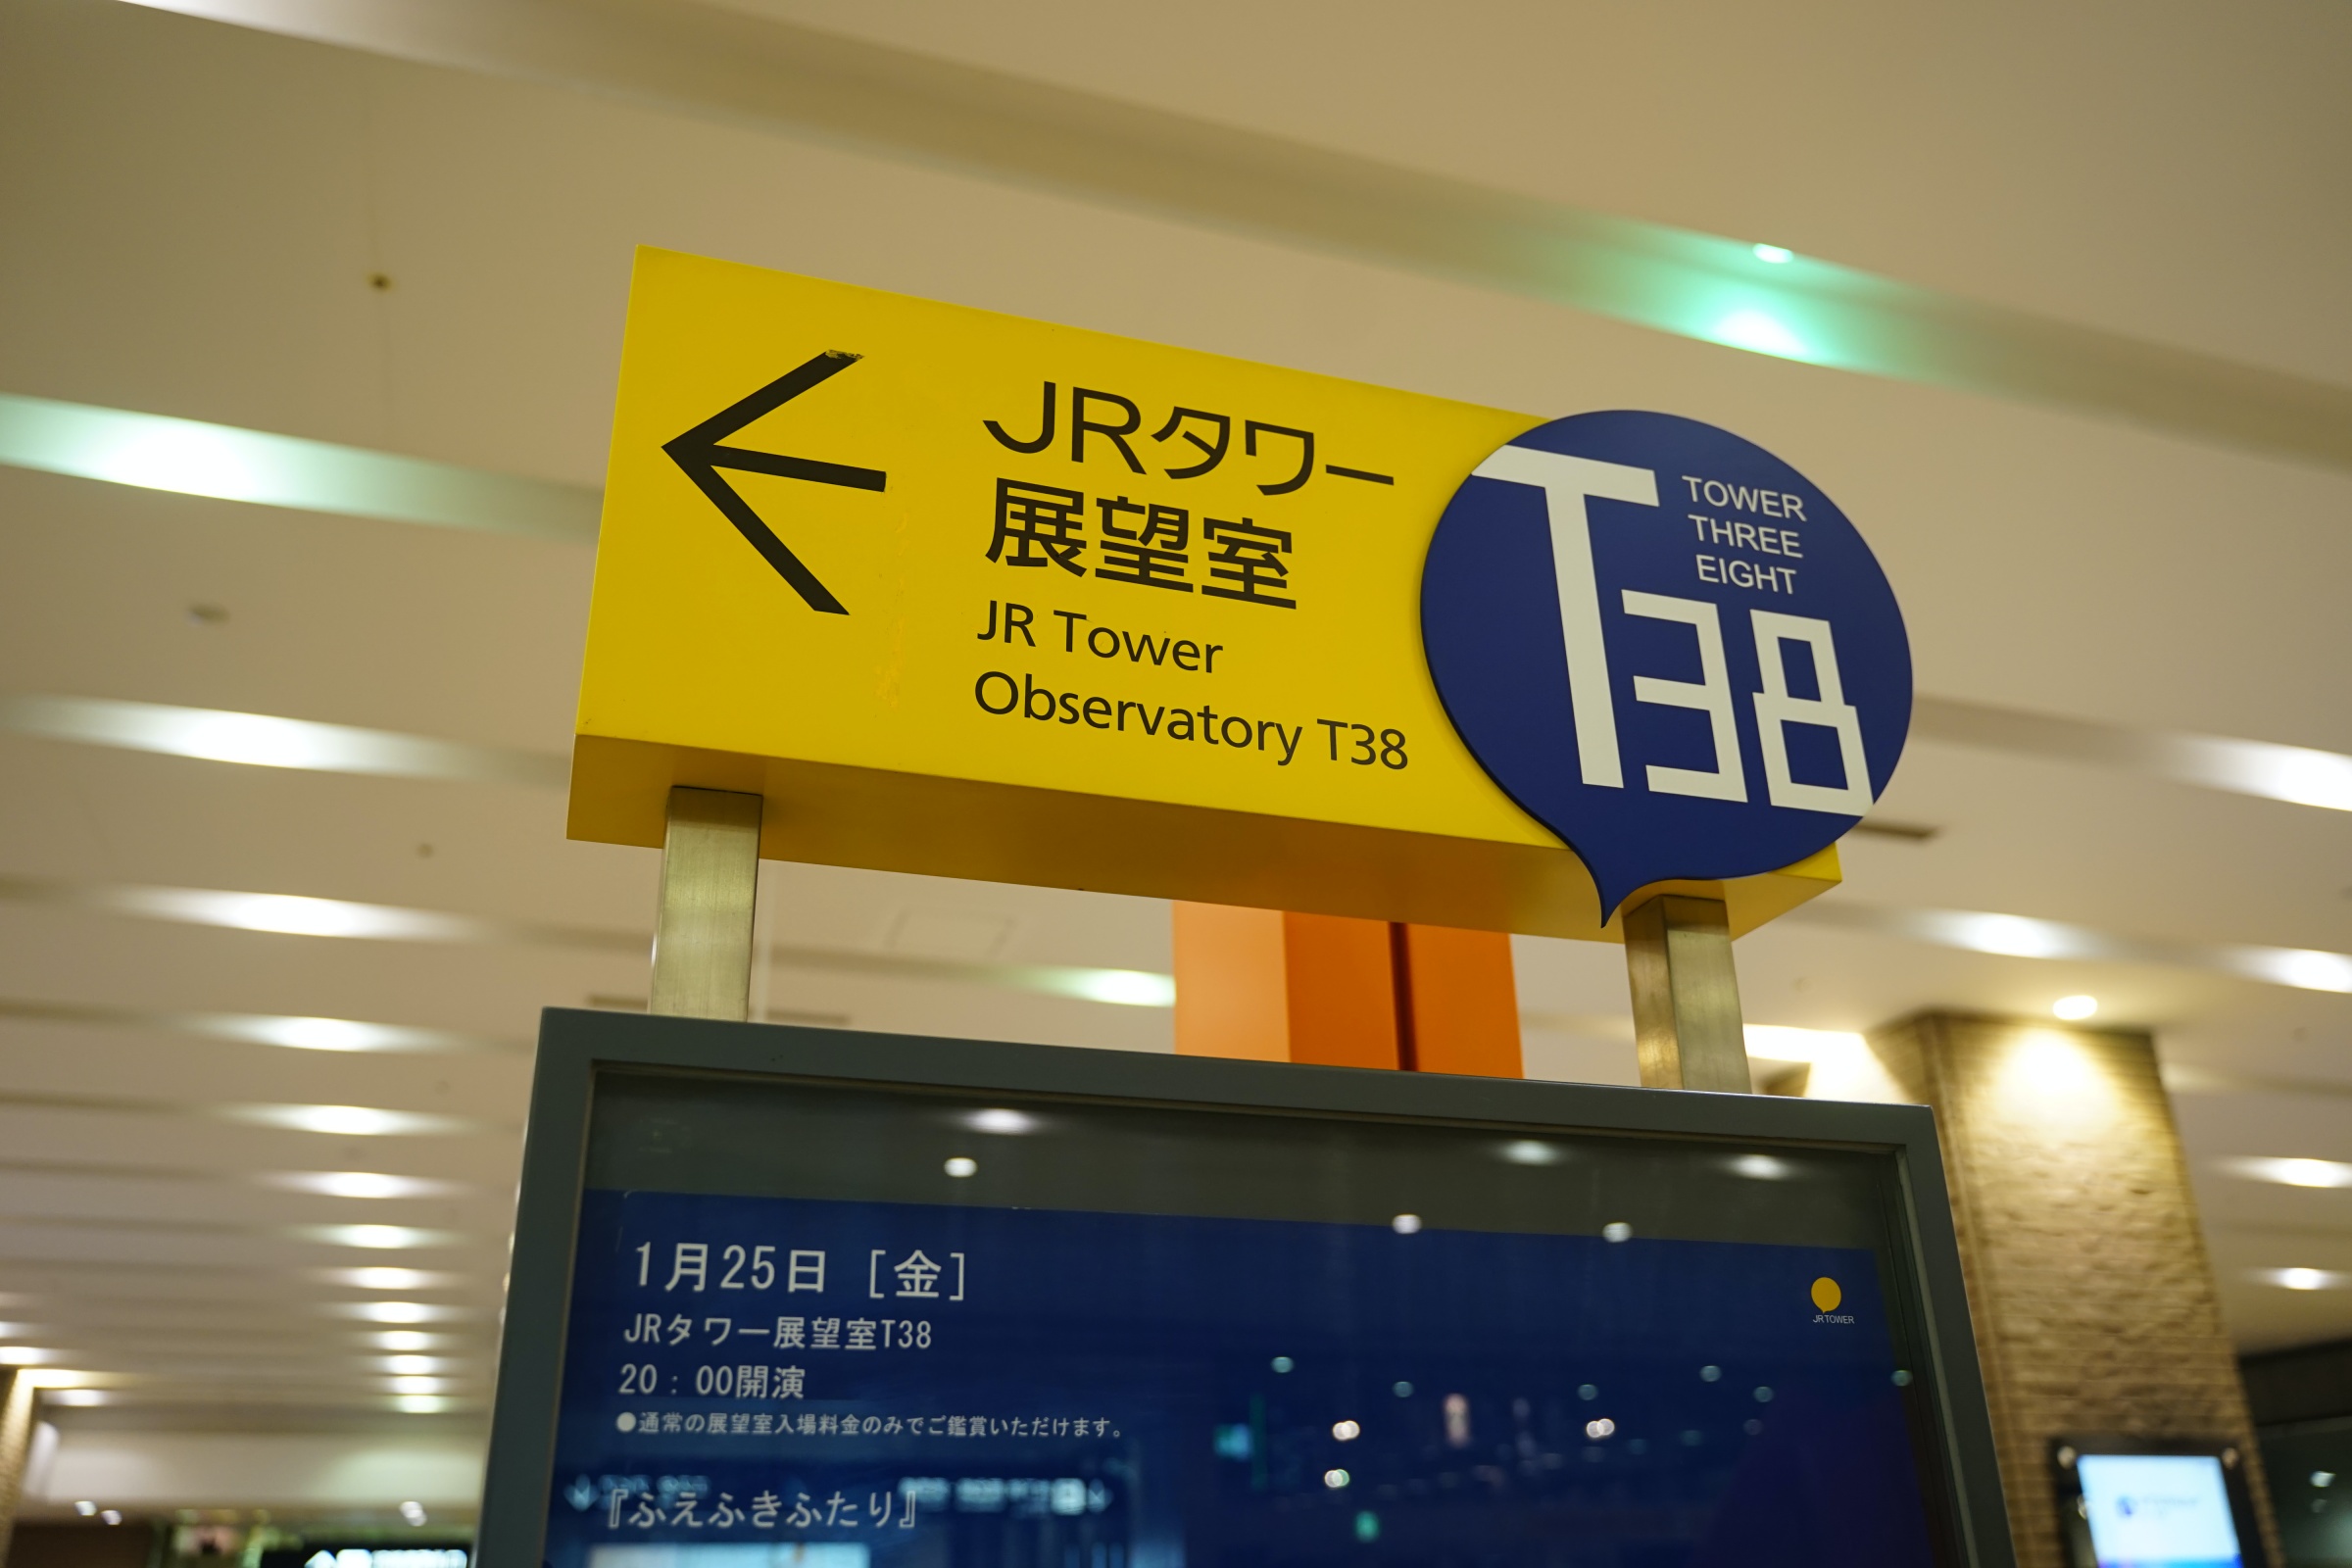 JRタワー
展望室
JR Tower
Observatory T38
TOWER
THREE
EIGHT
T38
1月25日 [金]
JRタワー展望室T38
20：00開演
●通常の展望室入場料金のみでご鑑賞いただけます。
『ふえふきふたり』
JR TOWER